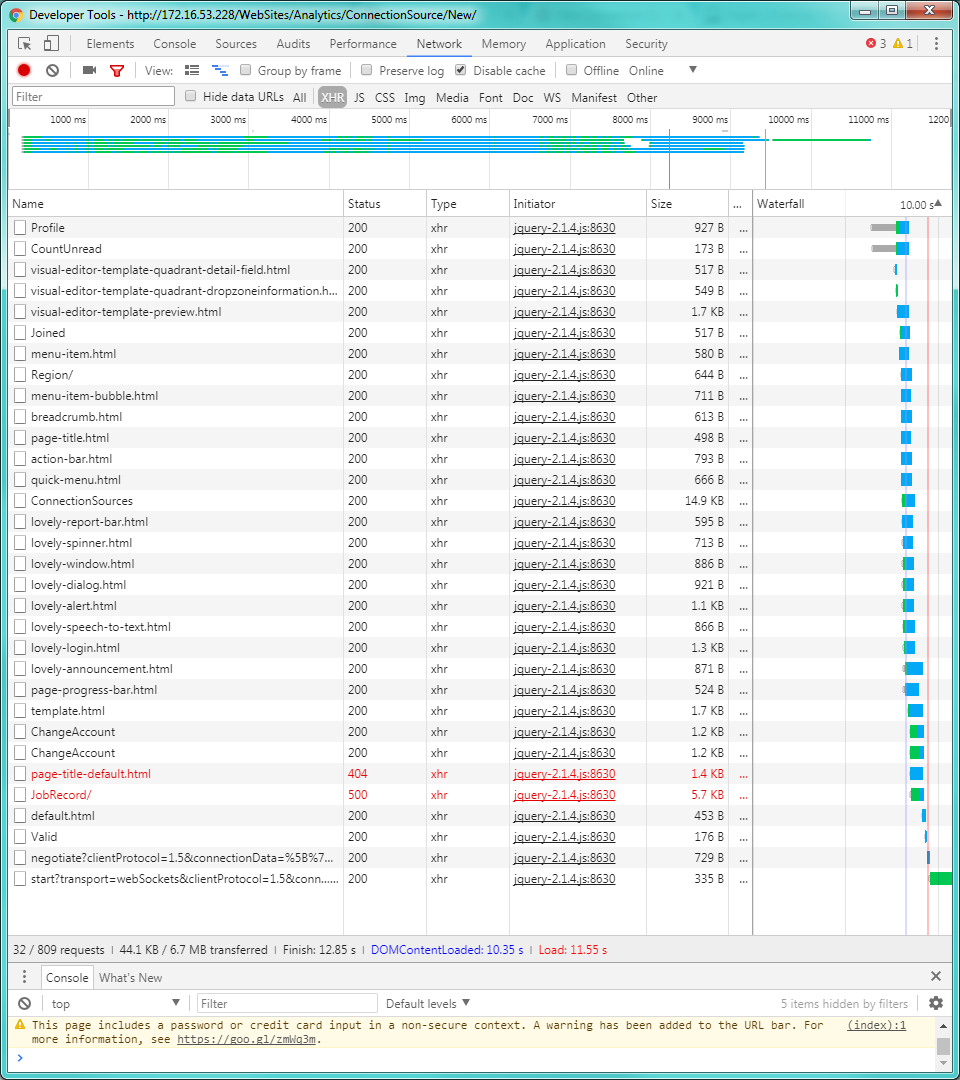 Developer Tools - http://172.16.53.228/WebSites/Analytics/ConnectionSource/New/
Elements Console Sources Audits Performance Network Memory Application Security 3 1
View: Group by frame Preserve log Disable cache Offline Online
Filter Hide data URLs All XHR JS CSS Img Media Font Doc WS Manifest Other
1000 ms 2000 ms 3000 ms 4000 ms 5000 ms 6000 ms 7000 ms 8000 ms 9000 ms 10000 ms 11000 ms 1200
Name Status Type Initiator Size ... Waterfall 10.00 s
Profile 200 xhr jquery-2.1.4.js:8630 927 B ...
CountUnread 200 xhr jquery-2.1.4.js:8630 173 B ...
visual-editor-template-quadrant-detail-field.html 200 xhr jquery-2.1.4.js:8630 517 B ...
visual-editor-template-quadrant-dropzoneinformation.h... 200 xhr jquery-2.1.4.js:8630 549 B ...
visual-editor-template-preview.html 200 xhr jquery-2.1.4.js:8630 1.7 KB ...
Joined 200 xhr jquery-2.1.4.js:8630 517 B ...
menu-item.html 200 xhr jquery-2.1.4.js:8630 580 B ...
Region/ 200 xhr jquery-2.1.4.js:8630 644 B ...
menu-item-bubble.html 200 xhr jquery-2.1.4.js:8630 711 B ...
breadcrumb.html 200 xhr jquery-2.1.4.js:8630 613 B ...
page-title.html 200 xhr jquery-2.1.4.js:8630 498 B ...
action-bar.html 200 xhr jquery-2.1.4.js:8630 793 B ...
quick-menu.html 200 xhr jquery-2.1.4.js:8630 666 B ...
ConnectionSources 200 xhr jquery-2.1.4.js:8630 14.9 KB ...
lovely-report-bar.html 200 xhr jquery-2.1.4.js:8630 595 B ...
lovely-spinner.html 200 xhr jquery-2.1.4.js:8630 713 B ...
lovely-window.html 200 xhr jquery-2.1.4.js:8630 886 B ...
lovely-dialog.html 200 xhr jquery-2.1.4.js:8630 921 B ...
lovely-alert.html 200 xhr jquery-2.1.4.js:8630 1.1 KB ...
lovely-speech-to-text.html 200 xhr jquery-2.1.4.js:8630 866 B ...
lovely-login.html 200 xhr jquery-2.1.4.js:8630 1.3 KB ...
lovely-announcement.html 200 xhr jquery-2.1.4.js:8630 871 B ...
page-progress-bar.html 200 xhr jquery-2.1.4.js:8630 524 B ...
template.html 200 xhr jquery-2.1.4.js:8630 1.7 KB ...
ChangeAccount 200 xhr jquery-2.1.4.js:8630 1.2 KB ...
ChangeAccount 200 xhr jquery-2.1.4.js:8630 1.2 KB ...
page-title-default.html 404 xhr jquery-2.1.4.js:8630 1.4 KB ...
JobRecord/ 500 xhr jquery-2.1.4.js:8630 5.7 KB ...
default.html 200 xhr jquery-2.1.4.js:8630 453 B ...
Valid 200 xhr jquery-2.1.4.js:8630 176 B ...
negotiate?clientProtocol=1.5&connectionData=%5B%7... 200 xhr jquery-2.1.4.js:8630 729 B ...
start?transport=webSockets&clientProtocol=1.5&conn...... 200 xhr jquery-2.1.4.js:8630 335 B ...
32 / 809 requests | 44.1 KB / 6.7 MB transferred | Finish: 12.85 s | DOMContentLoaded: 10.35 s | Load: 11.55 s
Console What's New
top Filter Default levels 5 items hidden by filters
This page includes a password or credit card input in a non-secure context. A warning has been added to the URL bar. For (index):1
more information, see https://goo.gl/zmWq3m.